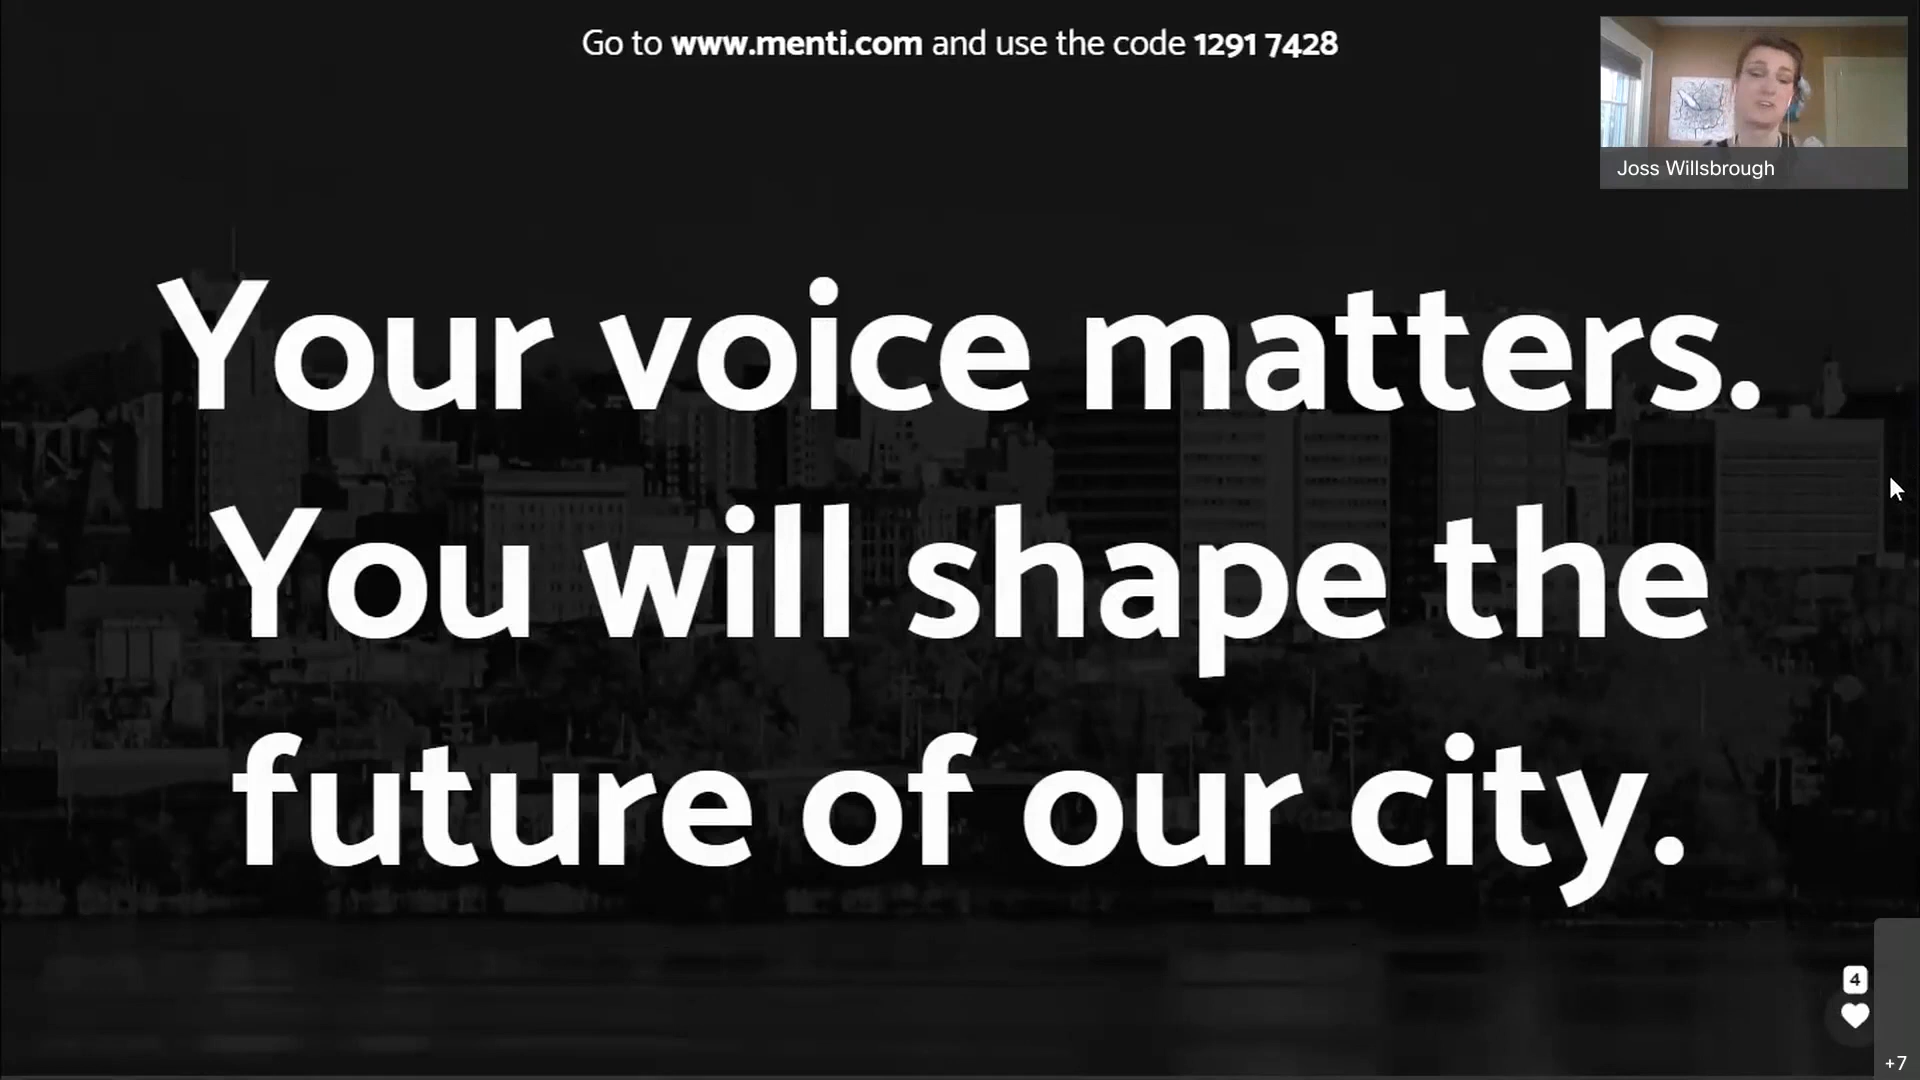 Go to www.menti.com and use the code 1291 7428
Joss Willsbrough
Your voice matters.
You will shape the
future of our city.
4
+7